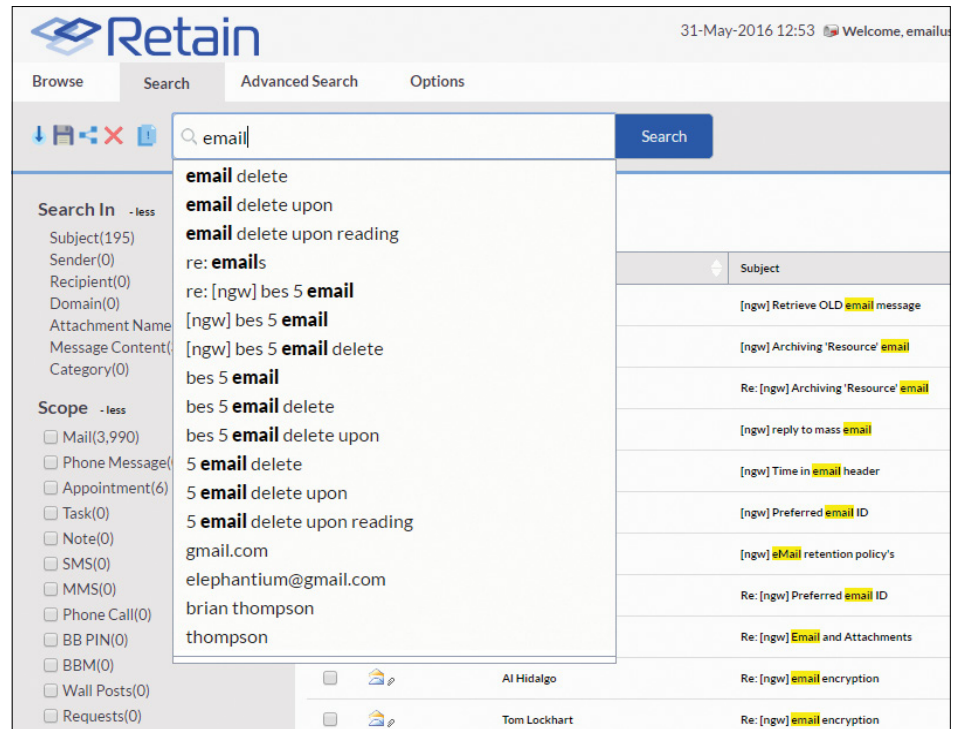 Retain
31-May-2016 12:53 Welcome, emailus
Browse Search Advanced Search Options
email Search
email delete
email delete upon
email delete upon reading
re: emails
re: [ngw] bes 5 email
[ngw] bes 5 email
[ngw] bes 5 email delete
bes 5 email
bes 5 email delete
bes 5 email delete upon
5 email delete
5 email delete upon
5 email delete upon reading
gmail.com
elephantium@gmail.com
brian thompson
thompson
Search In - less
Subject(195)
Sender(0)
Recipient(0)
Domain(0)
Attachment Name
Message Content(
Category(0)
Scope - less
Mail(3,990)
Phone Message(
Appointment(6)
Task(0)
Note(0)
SMS(0)
MMS(0)
Phone Call(0)
BB PIN(0)
BBM(0)
Wall Posts(0)
Requests(0)
Subject
[ngw] Retrieve OLD email message
[ngw] Archiving 'Resource' email
Re: [ngw] Archiving 'Resource' email
[ngw] reply to mass email
[ngw] Time in email header
[ngw] Preferred email ID
[ngw] eMail retention policy's
Re: [ngw] Preferred email ID
Re: [ngw] Email and Attachments
Al Hidalgo Re: [ngw] email encryption
Tom Lockhart Re: [ngw] email encryption